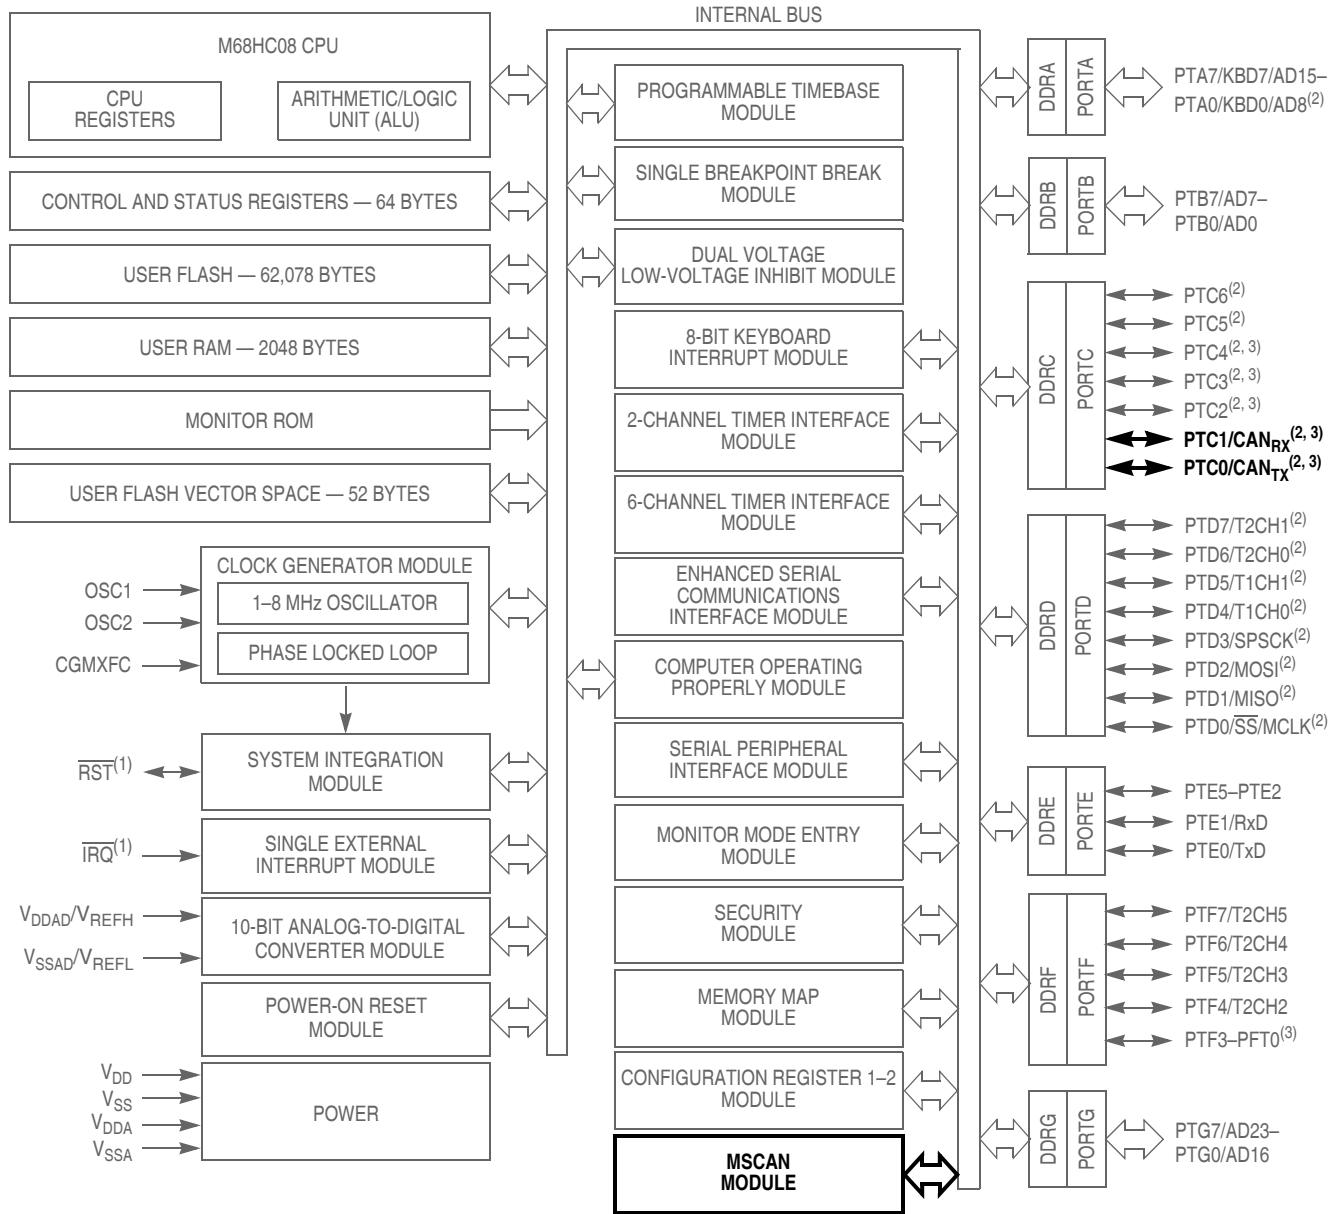 INTERNAL BUS
M68HC08 CPU
CPU
REGISTERS
ARITHMETIC/LOGIC
UNIT (ALU)
CONTROL AND STATUS REGISTERS — 64 BYTES
USER FLASH — 62,078 BYTES
USER RAM — 2048 BYTES
MONITOR ROM
USER FLASH VECTOR SPACE — 52 BYTES
CLOCK GENERATOR MODULE
1–8 MHz OSCILLATOR
PHASE LOCKED LOOP
OSC1
OSC2
CGMXFC
SYSTEM INTEGRATION
MODULE
RST(1)
SINGLE EXTERNAL
INTERRUPT MODULE
IRQ(1)
10-BIT ANALOG-TO-DIGITAL
CONVERTER MODULE
VDDAD/VREFH
VSSAD/VREFL
POWER-ON RESET
MODULE
POWER
VDD
VSS
VDDA
VSSA
PROGRAMMABLE TIMEBASE
MODULE
SINGLE BREAKPOINT BREAK
MODULE
DUAL VOLTAGE
LOW-VOLTAGE INHIBIT MODULE
8-BIT KEYBOARD
INTERRUPT MODULE
2-CHANNEL TIMER INTERFACE
MODULE
6-CHANNEL TIMER INTERFACE
MODULE
ENHANCED SERIAL
COMMUNICATIONS
INTERFACE MODULE
COMPUTER OPERATING
PROPERLY MODULE
SERIAL PERIPHERAL
INTERFACE MODULE
MONITOR MODE ENTRY
MODULE
SECURITY
MODULE
MEMORY MAP
MODULE
CONFIGURATION REGISTER 1–2
MODULE
MSCAN
MODULE
DDRA
PORTA
PTA7/KBD7/AD15–
PTA0/KBD0/AD8(2)
DDRB
PORTB
PTB7/AD7–
PTB0/AD0
DDRC
PORTC
PTC6(2)
PTC5(2)
PTC4(2, 3)
PTC3(2, 3)
PTC2(2, 3)
PTC1/CANRX(2, 3)
PTC0/CANTX(2, 3)
DDRD
PORTD
PTD7/T2CH1(2)
PTD6/T2CH0(2)
PTD5/T1CH1(2)
PTD4/T1CH0(2)
PTD3/SPSCK(2)
PTD2/MOSI(2)
PTD1/MISO(2)
PTD0/SS/MCLK(2)
DDRE
PORTE
PTE5–PTE2
PTE1/RxD
PTE0/TxD
DDRF
PORTF
PTF7/T2CH5
PTF6/T2CH4
PTF5/T2CH3
PTF4/T2CH2
PTF3–PFT0(3)
DDRG
PORTG
PTG7/AD23–
PTG0/AD16